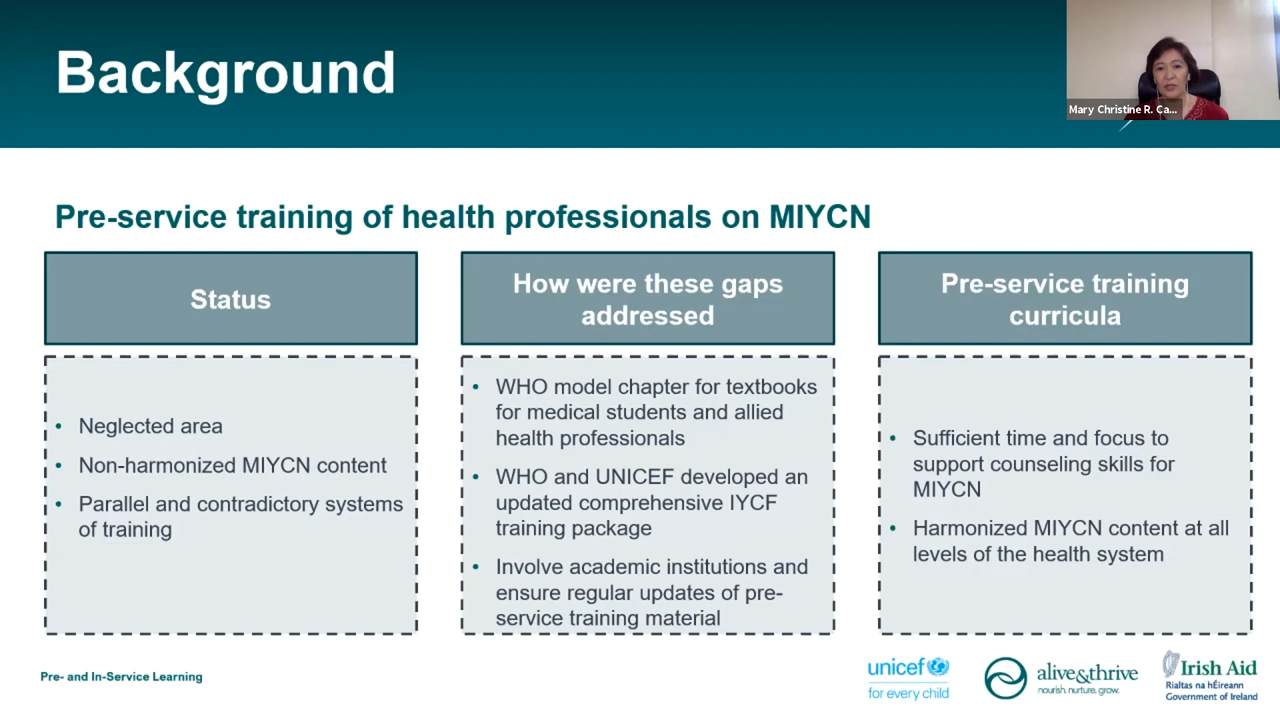 Background
Mary Christine R. Ca...
Pre-service training of health professionals on MIYCN
Status
• Neglected area
• Non-harmonized MIYCN content
• Parallel and contradictory systems
of training
How were these gaps
addressed
• WHO model chapter for textbooks
for medical students and allied
health professionals
• WHO and UNICEF developed an
updated comprehensive IYCF
training package
• Involve academic institutions and
ensure regular updates of pre-
service training material
Pre-service training
curricula
• Sufficient time and focus to
support counseling skills for
MIYCN
• Harmonized MIYCN content at all
levels of the health system
Pre- and In-Service Learning
unicef
for every child
alive&thrive
nourish. nurture. grow.
Irish Aid
Rialtas na hÉireann
Government of Ireland